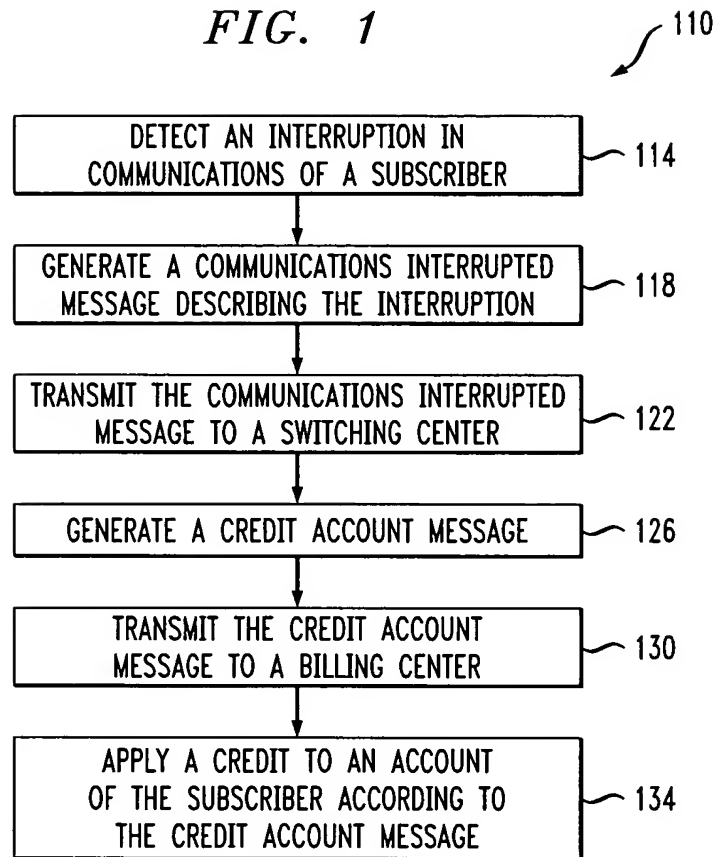 FIG. 1
110
DETECT AN INTERRUPTION IN
COMMUNICATIONS OF A SUBSCRIBER
114
GENERATE A COMMUNICATIONS INTERRUPTED
MESSAGE DESCRIBING THE INTERRUPTION
118
TRANSMIT THE COMMUNICATIONS INTERRUPTED
MESSAGE TO A SWITCHING CENTER
122
GENERATE A CREDIT ACCOUNT MESSAGE
126
TRANSMIT THE CREDIT ACCOUNT
MESSAGE TO A BILLING CENTER
130
APPLY A CREDIT TO AN ACCOUNT
OF THE SUBSCRIBER ACCORDING TO
THE CREDIT ACCOUNT MESSAGE
134